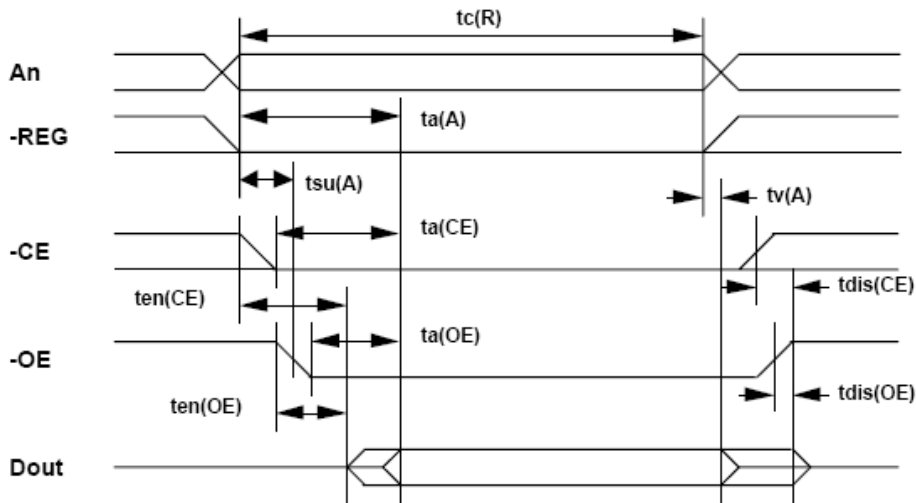 tc(R)
An
ta(A)
-REG
tsu(A)
tv(A)
ta(CE)
-CE
tdis(CE)
ten(CE)
ta(OE)
-OE
tdis(OE)
ten(OE)
Dout